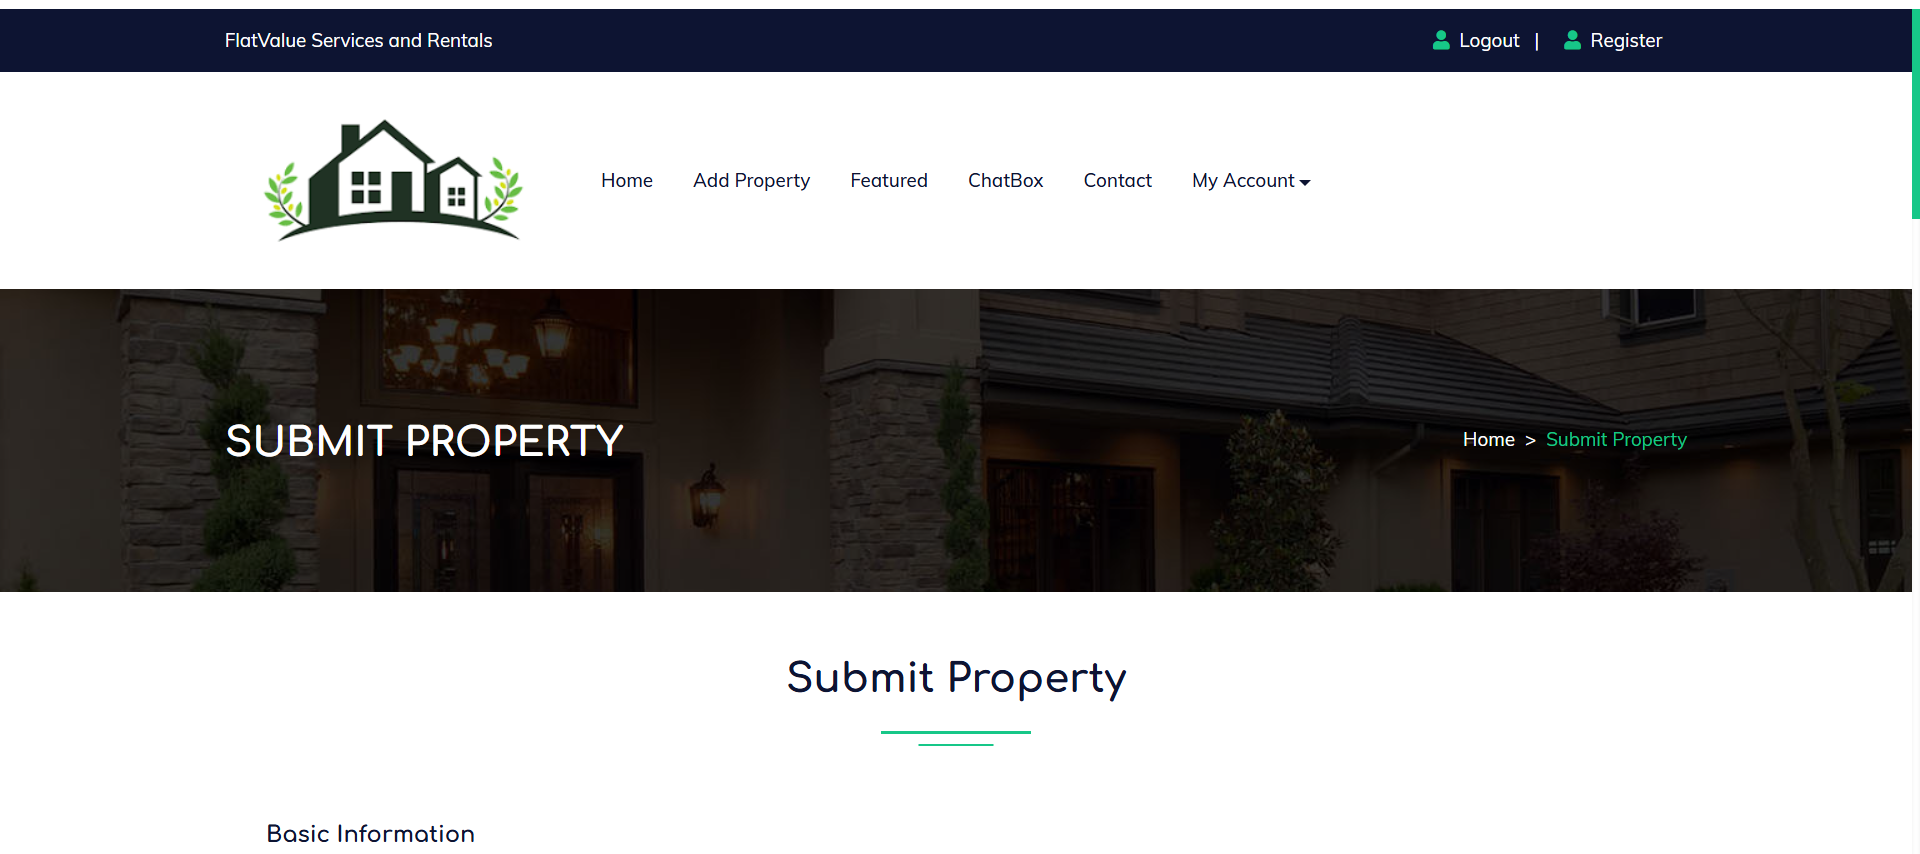 FlatValue Services and Rentals
Logout | Register
Home Add Property Featured ChatBox Contact My Account
SUBMIT PROPERTY
Home > Submit Property
Submit Property
Basic Information